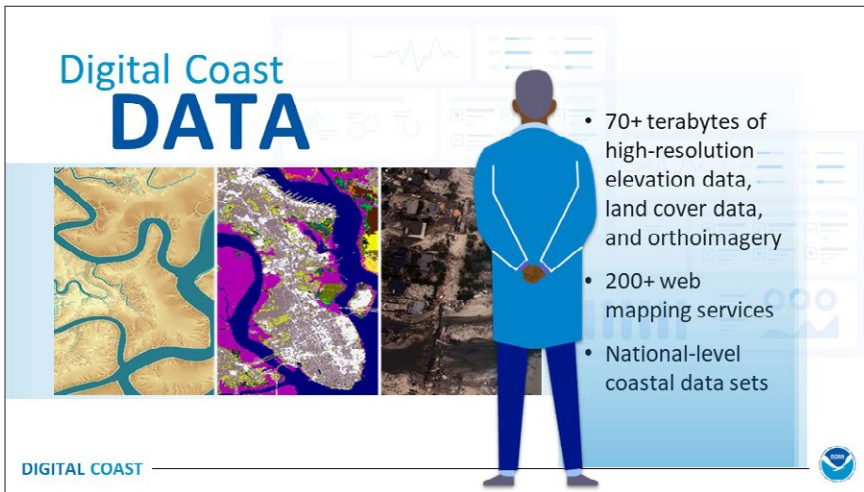 Digital Coast
DATA
• 70+ terabytes of
high-resolution
elevation data,
land cover data,
and orthoimagery
• 200+ web
mapping services
• National-level
coastal data sets
DIGITAL COAST
NOAA